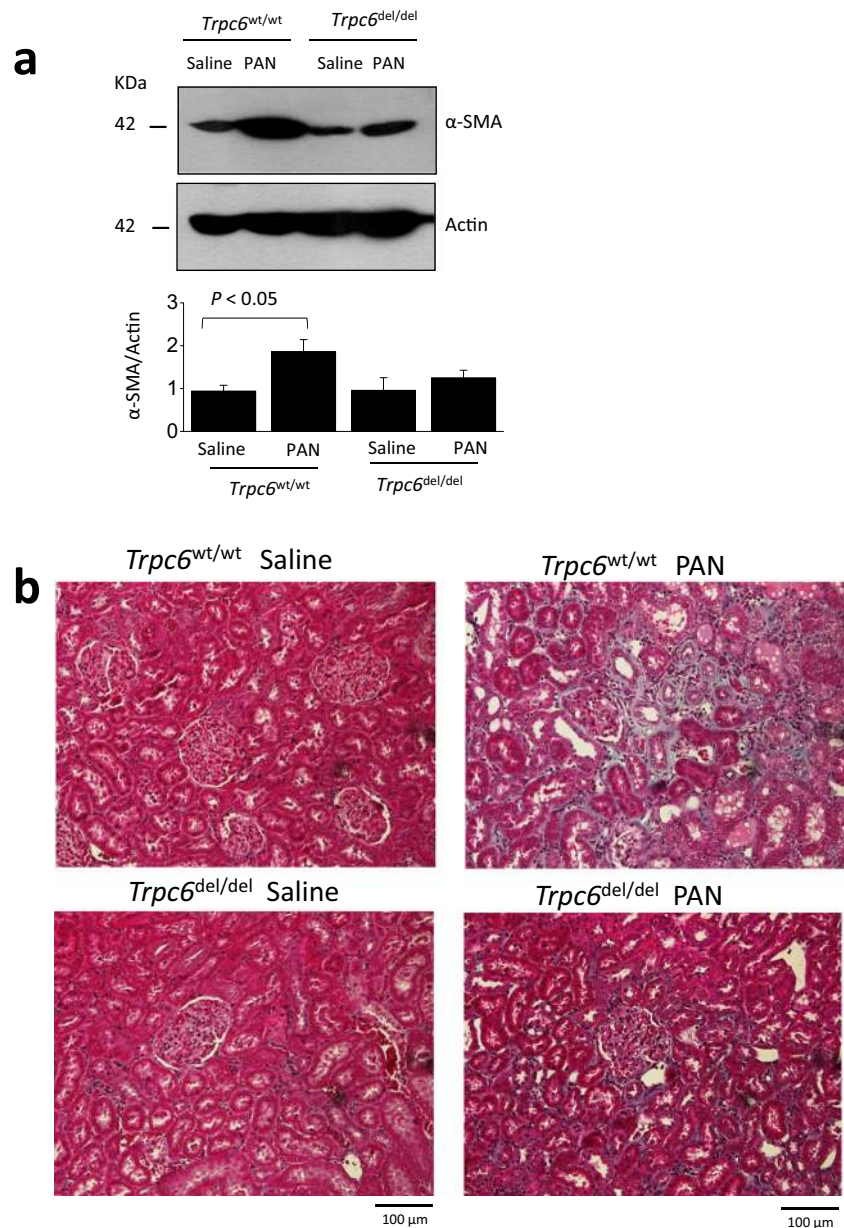 a
Trpc6wt/wt Trpc6del/del
Saline PAN Saline PAN
KDa
42 α-SMA
42 Actin
α-SMA/Actin
3
2
1
0
P < 0.05
Saline PAN Saline PAN
Trpc6wt/wt Trpc6del/del
b
Trpc6wt/wt Saline Trpc6wt/wt PAN
Trpc6del/del Saline Trpc6del/del PAN
100 µm 100 µm